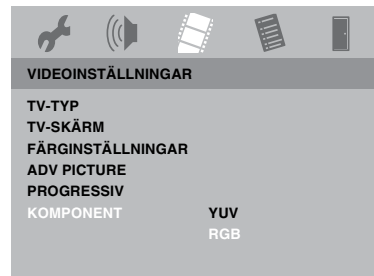 VIDEOINSTÄLLNINGAR
TV-TYP
TV-SKÄRM
FÄRGINSTÄLLNINGAR
ADV PICTURE
PROGRESSIV
KOMPONENT YUV
RGB